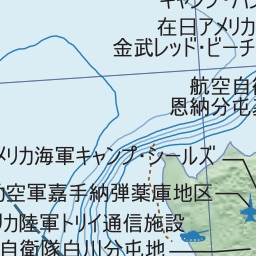 キャンプ・ハン
在日アメリカ
金武レッド・ビーチ
航空自衛
恩納分屯基
メリカ海軍キャンプ・シールズ
空軍嘉手納弾薬庫地区
リカ陸軍トリイ通信施設
自衛隊白川分屯地